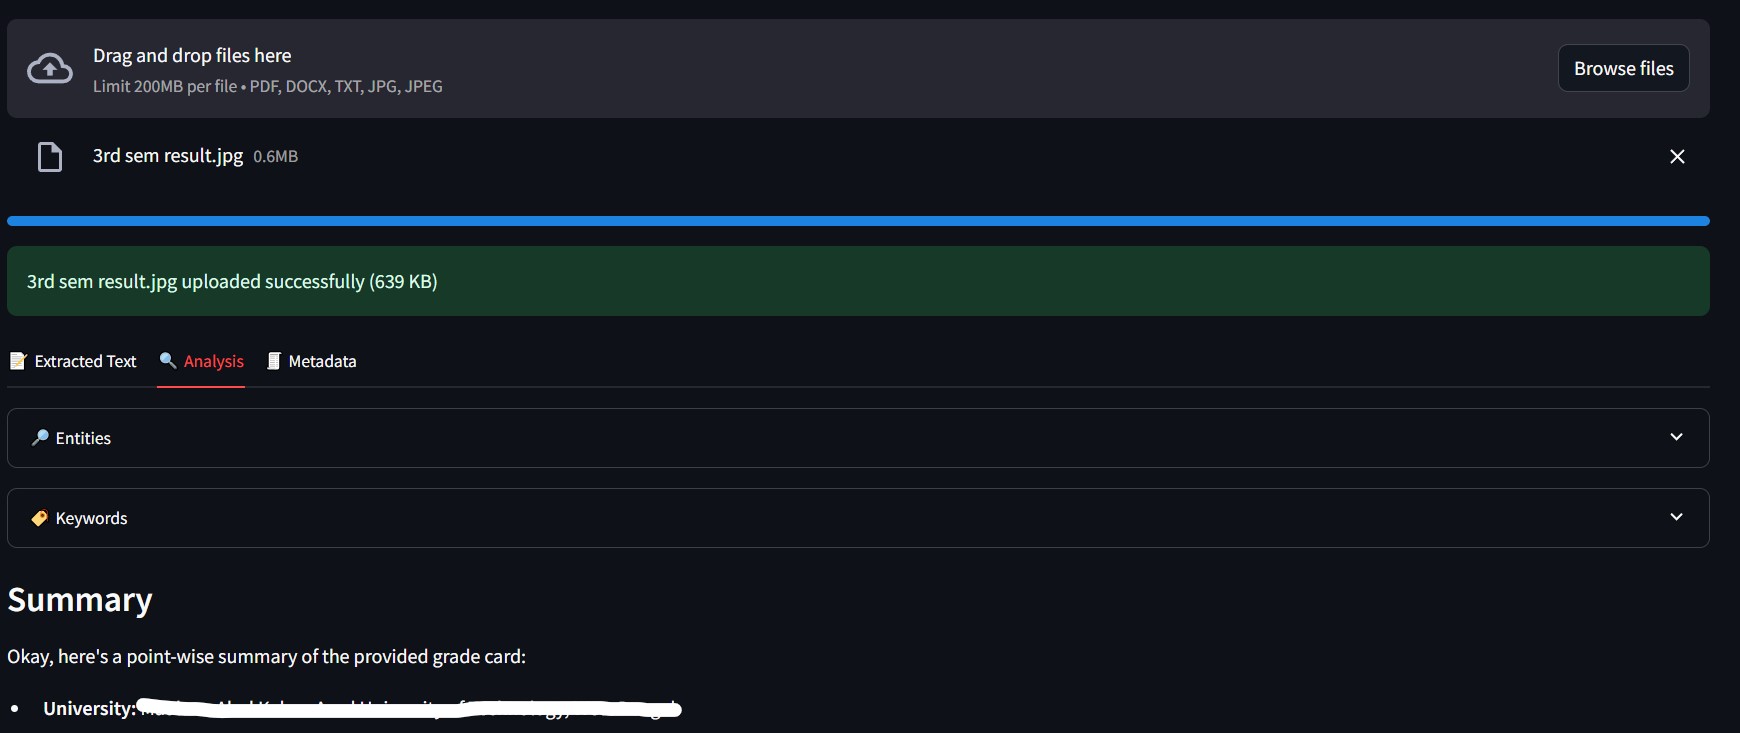 Drag and drop files here
Limit 200MB per file • PDF, DOCX, TXT, JPG, JPEG
Browse files
3rd sem result.jpg 0.6MB
3rd sem result.jpg uploaded successfully (639 KB)
Extracted Text Analysis Metadata
Entities
Keywords
Summary
Okay, here's a point-wise summary of the provided grade card:
• University: